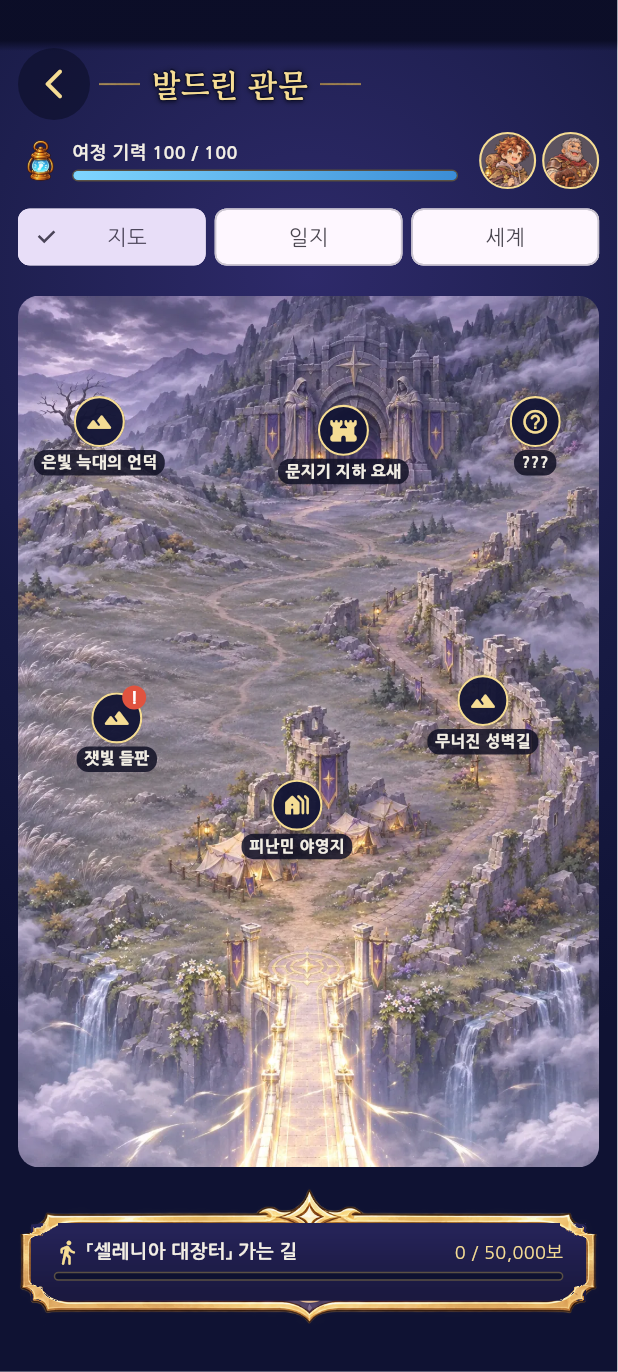 발드린 관문
여정 기력 100 / 100
지도
일지
세계
은빛 늑대의 언덕
문지기 지하 요새
???
잿빛 들판
!
무너진 성벽길
피난민 야영지
「셀레니아 대장터」 가는 길
0 / 50,000보